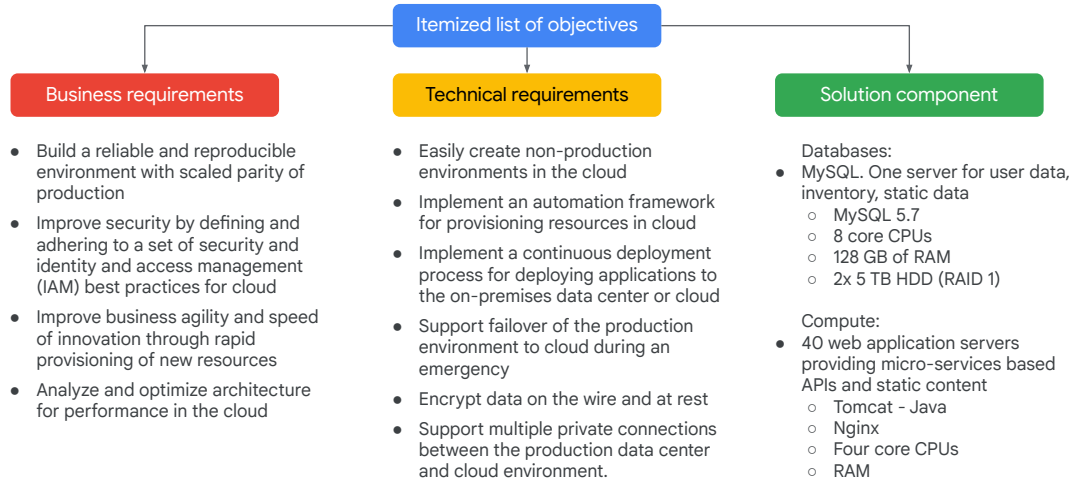 Itemized list of objectives
Business requirements
● Build a reliable and reproducible
environment with scaled parity of
production
● Improve security by defining and
adhering to a set of security and
identity and access management
(IAM) best practices for cloud
● Improve business agility and speed
of innovation through rapid
provisioning of new resources
● Analyze and optimize architecture
for performance in the cloud
Technical requirements
● Easily create non-production
environments in the cloud
● Implement an automation framework
for provisioning resources in cloud
● Implement a continuous deployment
process for deploying applications to
the on-premises data center or cloud
● Support failover of the production
environment to cloud during an
emergency
● Encrypt data on the wire and at rest
● Support multiple private connections
between the production data center
and cloud environment.
Solution component
Databases:
● MySQL. One server for user data,
inventory, static data
○ MySQL 5.7
○ 8 core CPUs
○ 128 GB of RAM
○ 2x 5 TB HDD (RAID 1)
Compute:
● 40 web application servers
providing micro-services based
APIs and static content
○ Tomcat - Java
○ Nginx
○ Four core CPUs
○ RAM